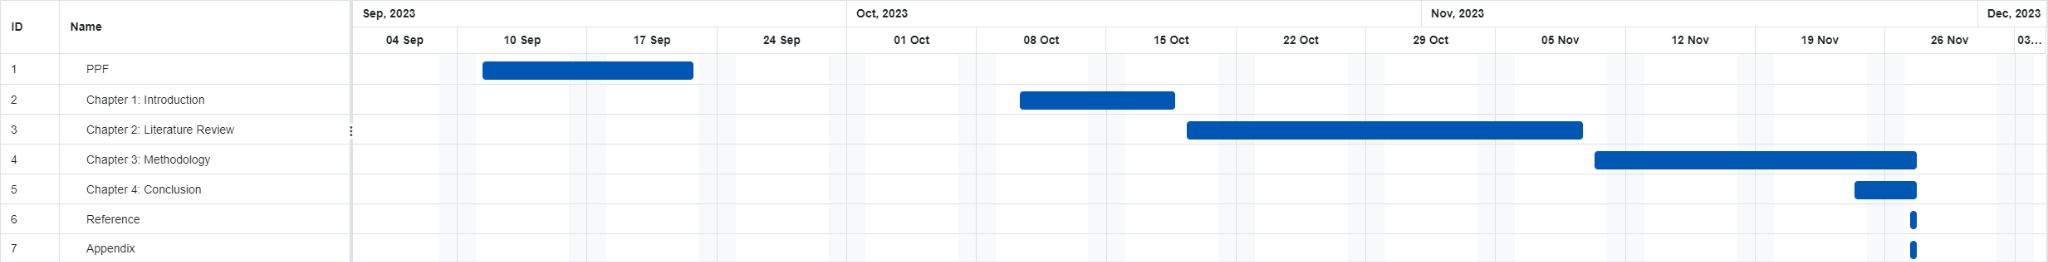 ID Name Sep, 2023 Oct, 2023 Nov, 2023 Dec, 2023
04 Sep 10 Sep 17 Sep 24 Sep 01 Oct 08 Oct 15 Oct 22 Oct 29 Oct 05 Nov 12 Nov 19 Nov 26 Nov 03...
1 PPF
2 Chapter 1: Introduction
3 Chapter 2: Literature Review
4 Chapter 3: Methodology
5 Chapter 4: Conclusion
6 Reference
7 Appendix